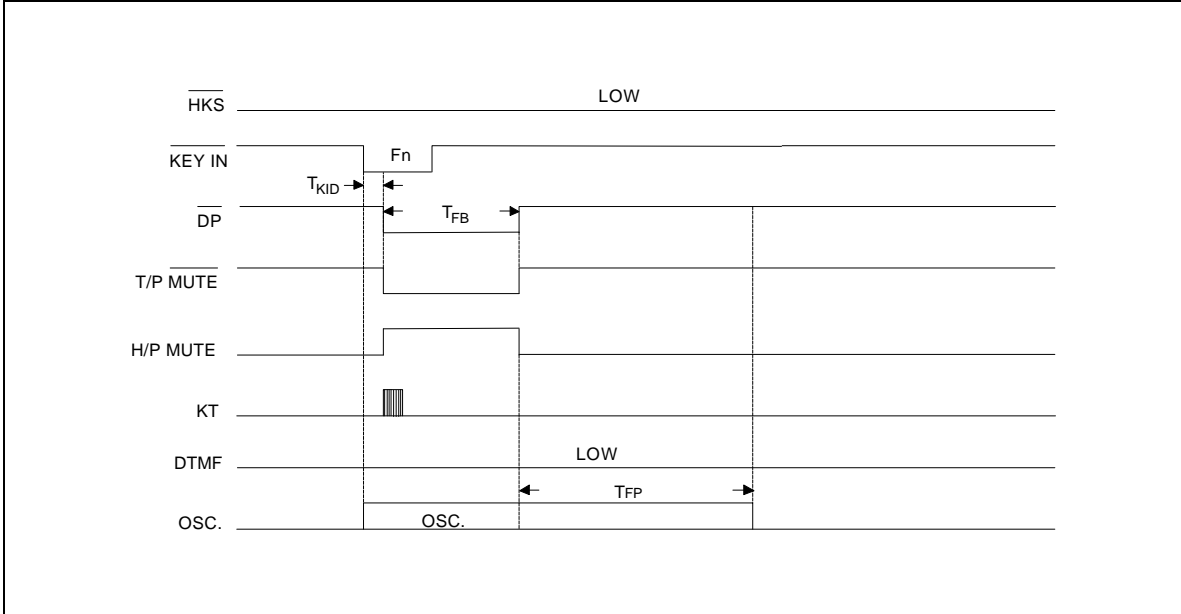 HKS LOW
KEY IN Fn
TKID
DP TFB
T/P MUTE
H/P MUTE
KT
DTMF LOW
TFP
OSC. OSC.